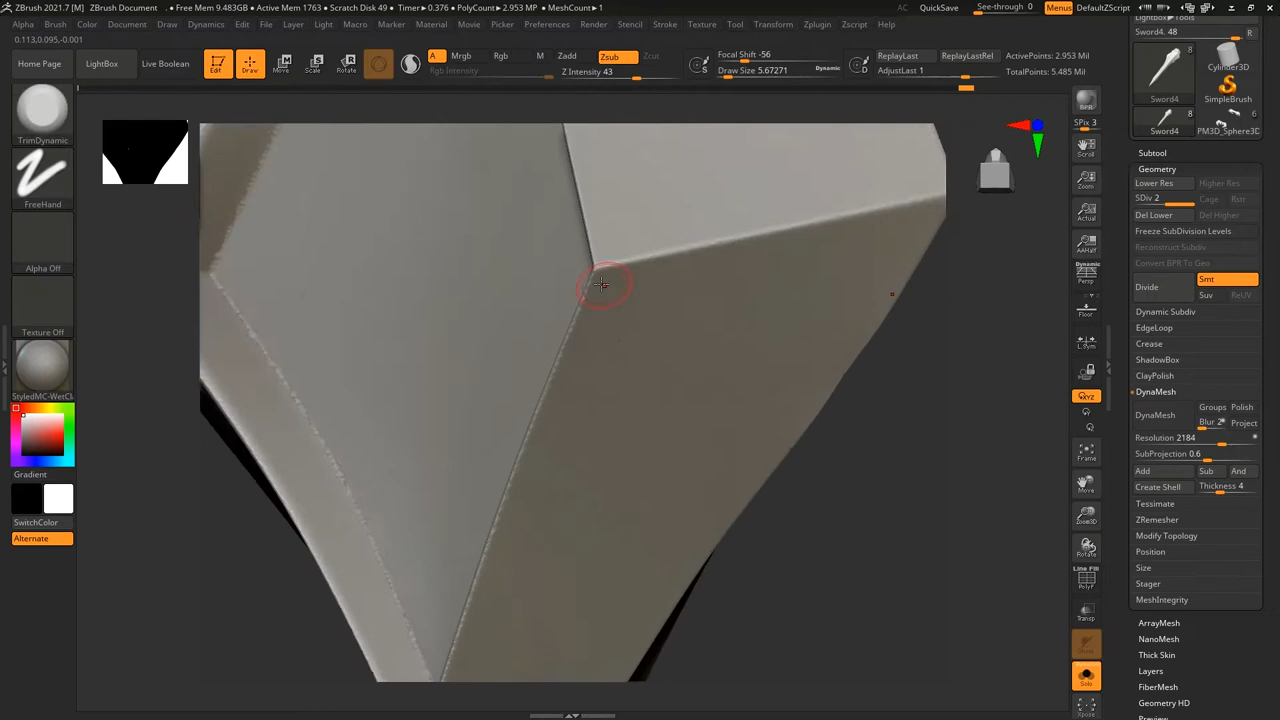 ZBrush 2021.7 [M] ZBrush Document • Free Mem 9.483GB • Active Mem 1763 • Scratch Disk 49 • Timer▶0.376 • PolyCount▶2.953 MP • MeshCount▶1 AC QuickSave See-through 0 Menus DefaultZScript
Alpha Brush Color Document Draw Dynamics Edit File Layer Light Macro Marker Material Movie Picker Preferences Render Stencil Stroke Texture Tool Transform Zplugin Zscript Help
0.113,0.095,-0.001
Home Page LightBox Live Boolean Edit Draw Move Scale Rotate
A Mrgb Rgb M Zadd Zsub Zcut
Rgb Intensity Z Intensity 43
Focal Shift -56
Draw Size 5.67271 Dynamic
ReplayLast ReplayLastRel
AdjustLast 1
ActivePoints: 2.953 Mil
TotalPoints: 5.485 Mil
TrimDynamic
FreeHand
Alpha Off
Texture Off
StyledMC-WetCl
Gradient
SwitchColor
Alternate
BPR
SPix 3
Scroll
Zoom
Actual
AAHalf
Dynamic
Persp
Floor
L.Sym
XYZ
Frame
Move
Zoom3D
Rotate
Line Fill
PolyF
Transp
Solo
Xpose
Lightbox▶Tools
Sword4. 48 R
8
Sword4
Cylinder3D
SimpleBrush
8
6
Sword4 PM3D_Sphere3D
Subtool
Geometry
Lower Res Higher Res
SDiv 2 Cage Rstr
Del Lower Del Higher
Freeze SubDivision Levels
Reconstruct Subdiv
Convert BPR To Geo
Divide Smt
Suv ReUV
Dynamic Subdiv
EdgeLoop
Crease
ShadowBox
ClayPolish
DynaMesh
DynaMesh Groups Polish
Blur 2 Project
Resolution 2184
SubProjection 0.6
Add Sub And
Create Shell Thickness 4
Tessimate
ZRemesher
Modify Topology
Position
Size
Stager
MeshIntegrity
ArrayMesh
NanoMesh
Thick Skin
Layers
FiberMesh
Geometry HD
Preview